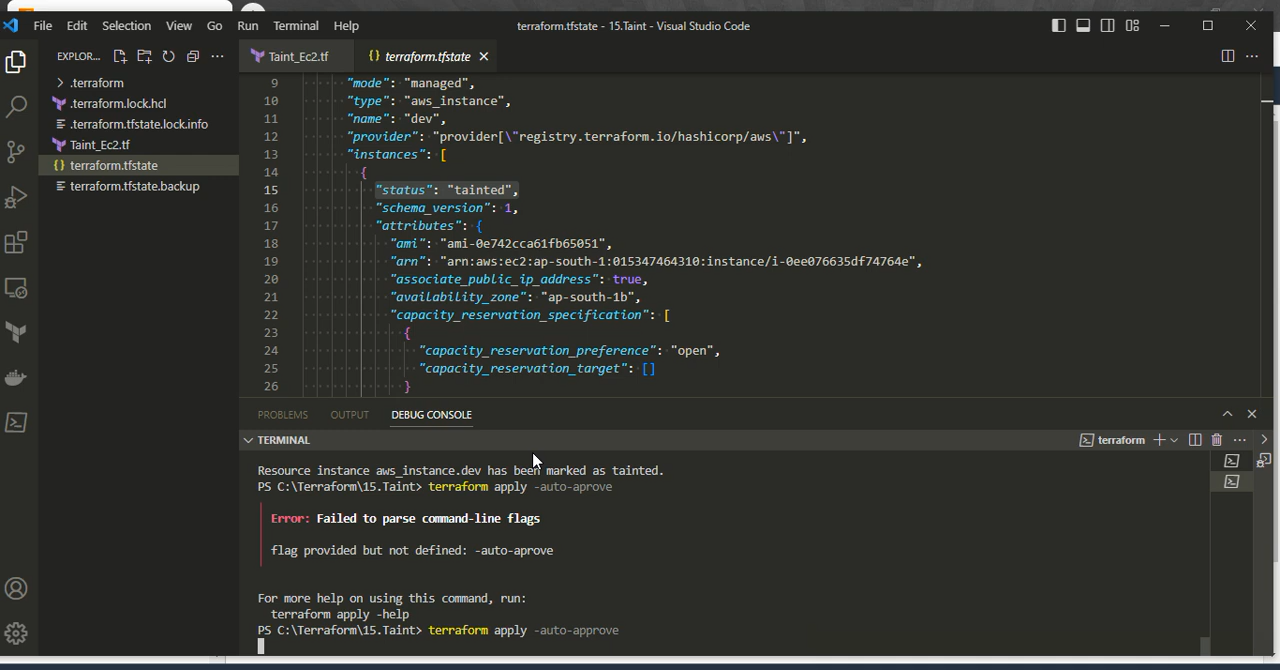 File Edit Selection View Go Run Terminal Help
terraform.tfstate - 15.Taint - Visual Studio Code
EXPLOR...
Taint_Ec2.tf
{} terraform.tfstate
.terraform
.terraform.lock.hcl
.terraform.tfstate.lock.info
Taint_Ec2.tf
{} terraform.tfstate
terraform.tfstate.backup
9 "mode": "managed",
10 "type": "aws_instance",
11 "name": "dev",
12 "provider": "provider[\"registry.terraform.io/hashicorp/aws\"]",
13 "instances": [
14 {
15 "status": "tainted",
16 "schema_version": 1,
17 "attributes": {
18 "ami": "ami-0e742cca61fb65051",
19 "arn": "arn:aws:ec2:ap-south-1:015347464310:instance/i-0ee076635df74764e",
20 "associate_public_ip_address": true,
21 "availability_zone": "ap-south-1b",
22 "capacity_reservation_specification": [
23 {
24 "capacity_reservation_preference": "open",
25 "capacity_reservation_target": []
26 }
PROBLEMS OUTPUT DEBUG CONSOLE
TERMINAL
terraform
Resource instance aws_instance.dev has been marked as tainted.
PS C:\Terraform\15.Taint> terraform apply -auto-aprove
Error: Failed to parse command-line flags
flag provided but not defined: -auto-aprove
For more help on using this command, run:
terraform apply -help
PS C:\Terraform\15.Taint> terraform apply -auto-approve